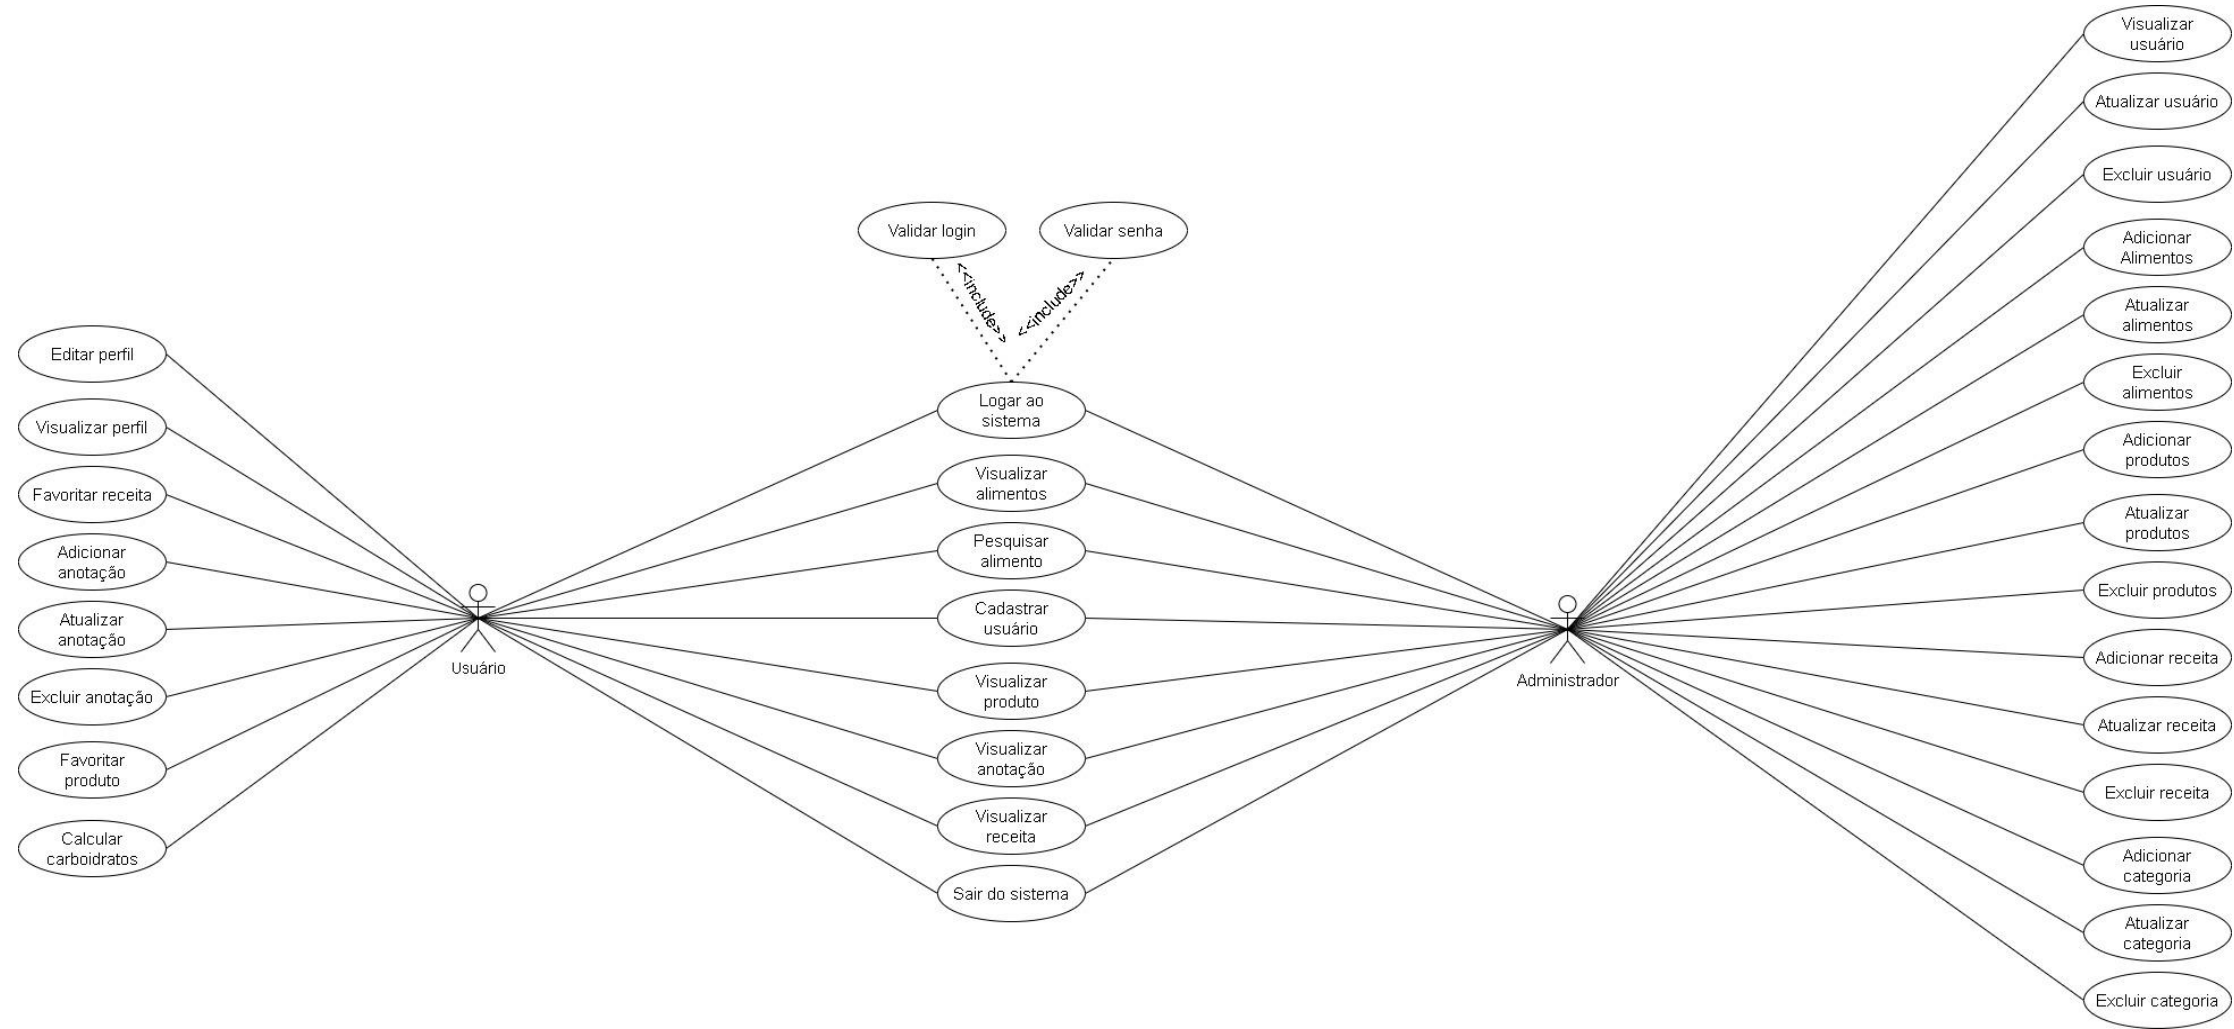 Editar perfil
Visualizar perfil
Favoritar receita
Adicionar
anotação
Atualizar
anotação
Excluir anotação
Favoritar
produto
Calcular
carboidratos
Usuário
Validar login
Validar senha
<<include>>
<<include>>
Logar ao
sistema
Visualizar
alimentos
Pesquisar
alimento
Cadastrar
usuário
Visualizar
produto
Visualizar
anotação
Visualizar
receita
Sair do sistema
Administrador
Visualizar
usuário
Atualizar usuário
Excluir usuário
Adicionar
Alimentos
Atualizar
alimentos
Excluir
alimentos
Adicionar
produtos
Atualizar
produtos
Excluir produtos
Adicionar receita
Atualizar receita
Excluir receita
Adicionar
categoria
Atualizar
categoria
Excluir categoria